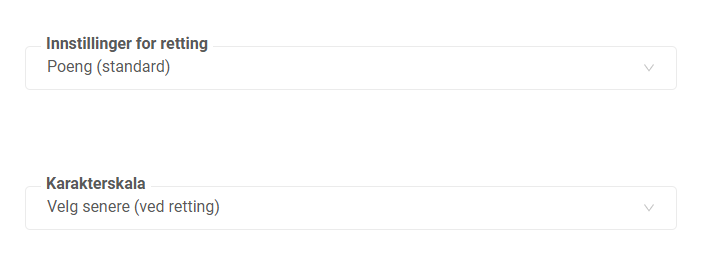 Innstillinger for retting
Poeng (standard)
Karakterskala
Velg senere (ved retting)